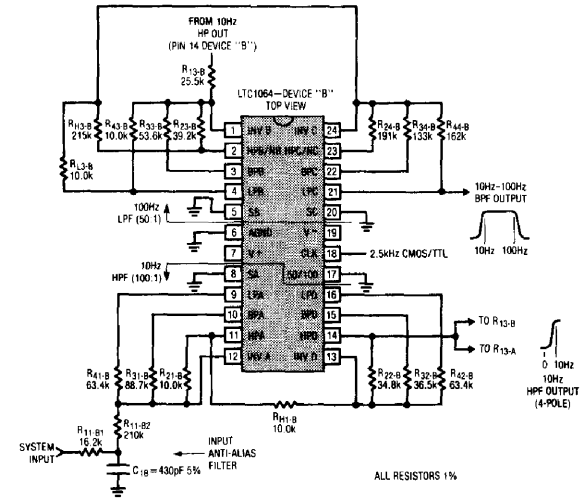 FROM 10Hz
HP OUT
(PIN 14 DEVICE "B")
R13-B
25.5k
LTC1064—DEVICE "B"
TOP VIEW
RH3-B
215k
R43-B
10.0k
R33-B
53.6k
R23-B
39.2k
RL3-B
10.0k
R24-B
191k
R34-B
133k
R44-B
162k
1 INV B INV C 24
2 HPB/NB HPC/NC 23
3 BPB BPC 22
4 LPB LPC 21
5 SB SC 20
6 AGND V− 19
7 V+ CLK 18
8 SA 50/100 17
9 LPA LPD 16
10 BPA BPD 15
11 HPA HPD 14
12 INV A INV D 13
100Hz
LPF (50:1)
10Hz
HPF (100:1)
10Hz–100Hz
BPF OUTPUT
10Hz 100Hz
2.5kHz CMOS/TTL
TO R13-B
TO R13-A
0 10Hz
10Hz
HPF OUTPUT
(4-POLE)
R41-B
63.4k
R31-B
88.7k
R21-B
10.0k
R22-B
34.8k
R32-B
36.5k
R42-B
63.4k
RH1-B
10.0k
R11-B1
16.2k
R11-B2
210k
SYSTEM
INPUT
INPUT
ANTI-ALIAS
FILTER
C1B = 430pF 5%
ALL RESISTORS 1%